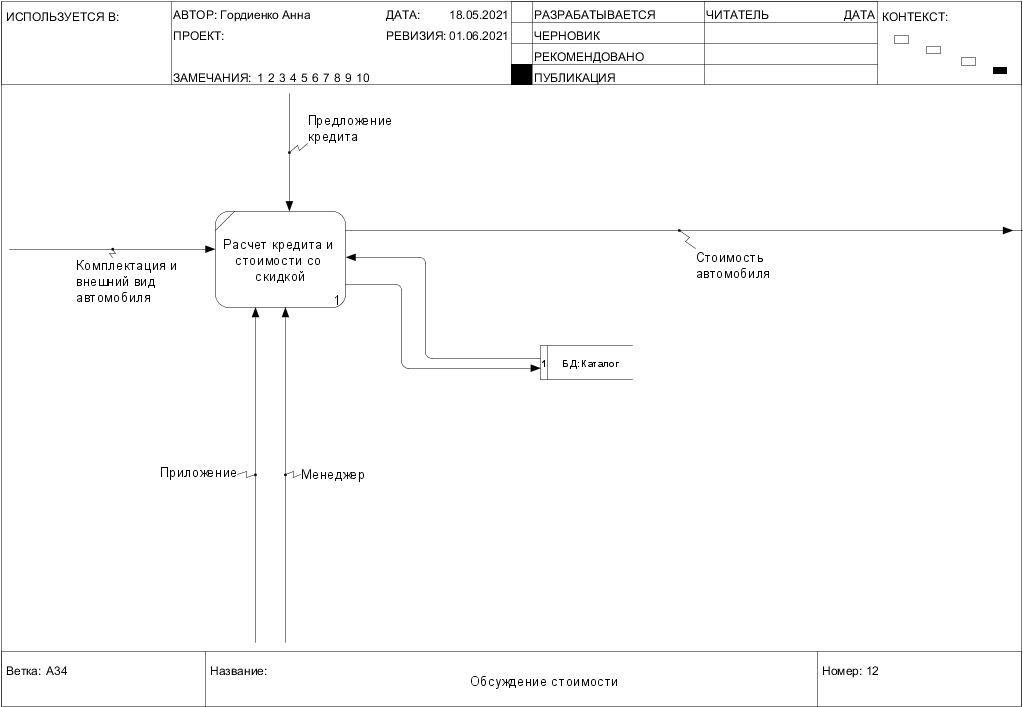 ИСПОЛЬЗУЕТСЯ В:
АВТОР: Гордиенко Анна
ДАТА: 18.05.2021
ПРОЕКТ:
РЕВИЗИЯ: 01.06.2021
ЗАМЕЧАНИЯ: 1 2 3 4 5 6 7 8 9 10
РАЗРАБАТЫВАЕТСЯ
ЧЕРНОВИК
РЕКОМЕНДОВАНО
ПУБЛИКАЦИЯ
ЧИТАТЕЛЬ
ДАТА
КОНТЕКСТ:
Предложение
кредита
Расчет кредита и
стоимости со
скидкой
1
Комплектация и
внешний вид
автомобиля
Стоимость
автомобиля
1
БД:Каталог
Приложение
Менеджер
Ветка: A34
Название:
Обсуждение стоимости
Номер: 12